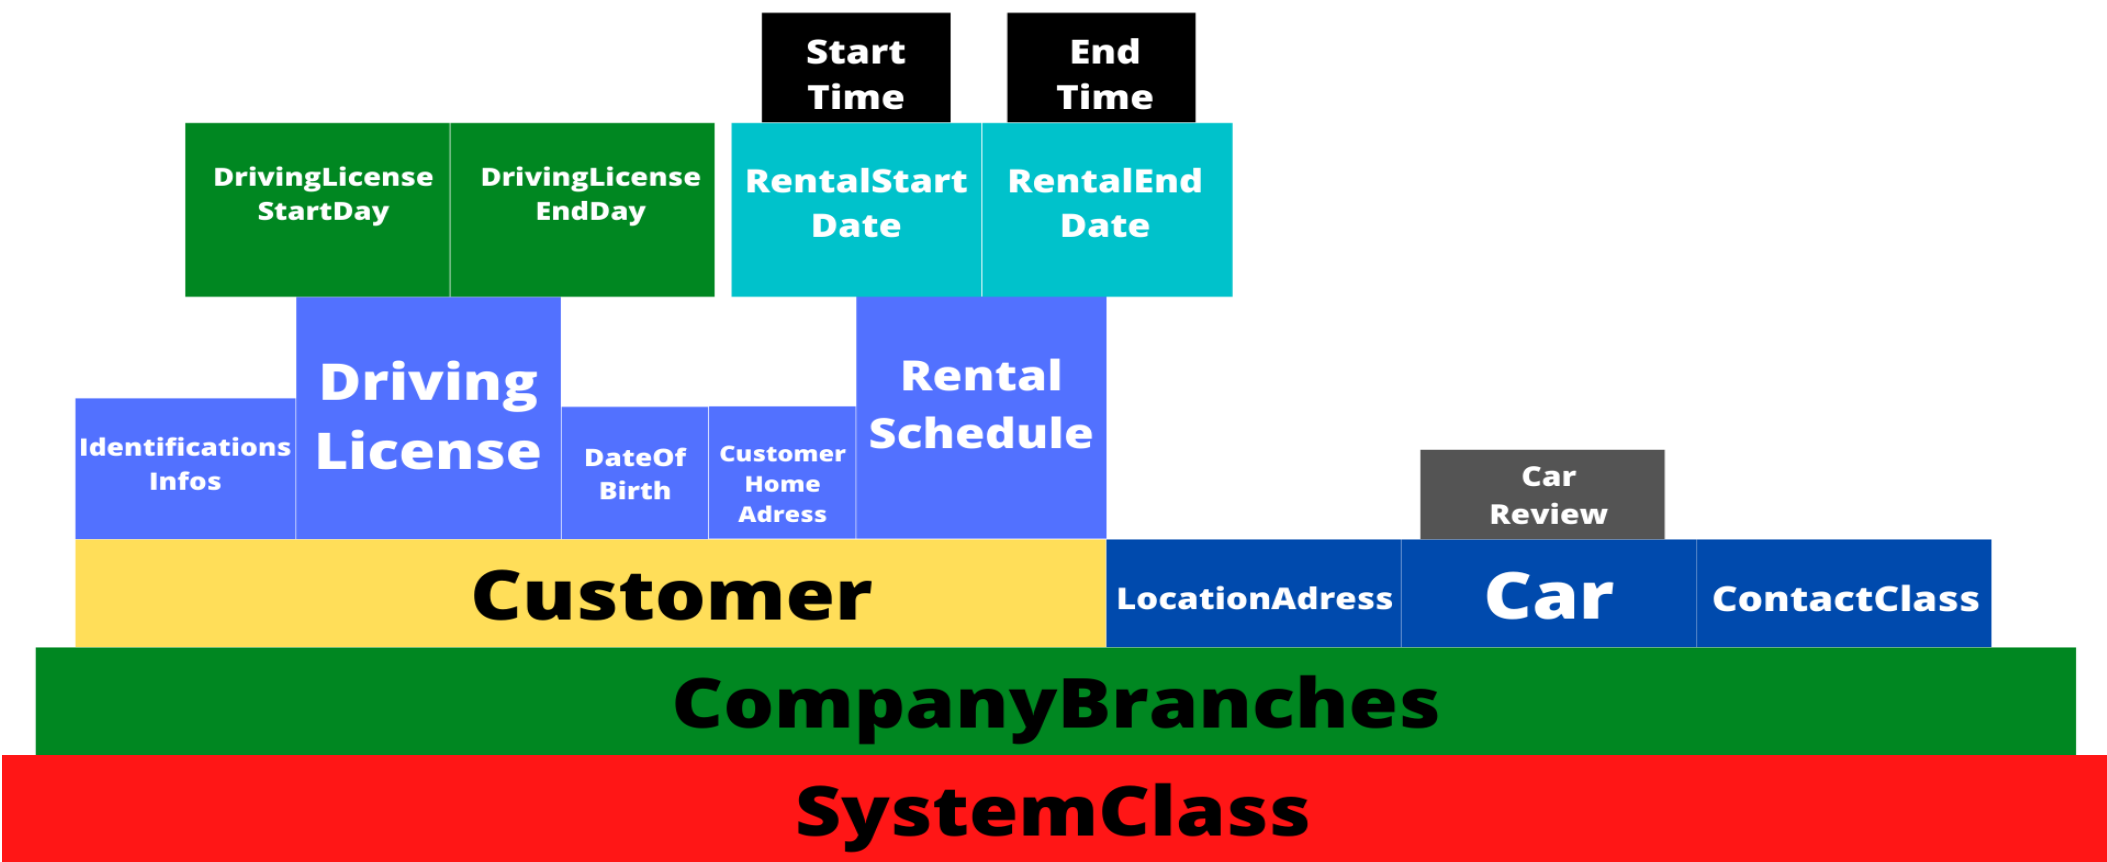 Start
Time
End
Time
DrivingLicense
StartDay
DrivingLicense
EndDay
RentalStart
Date
RentalEnd
Date
Identifications
Infos
Driving
License
DateOf
Birth
Customer
Home
Adress
Rental
Schedule
Car
Review
Customer
LocationAdress
Car
ContactClass
CompanyBranches
SystemClass